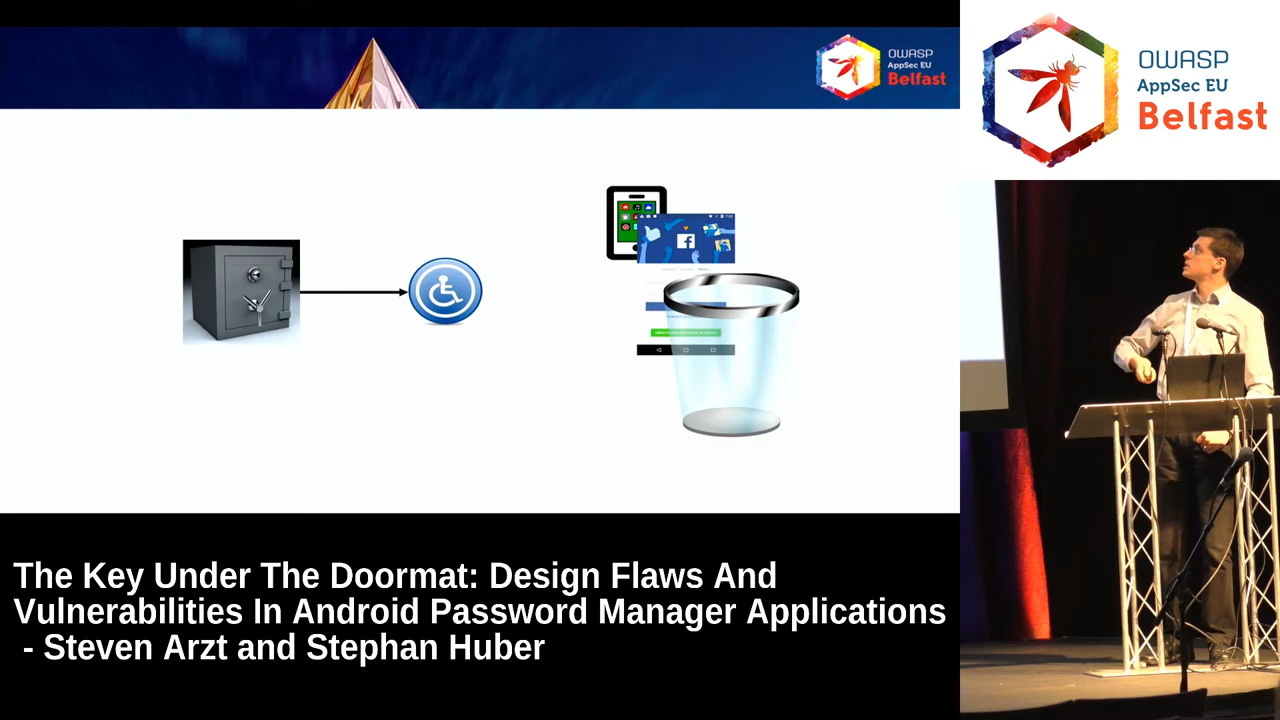 OWASP
AppSec EU
Belfast
OWASP
AppSec EU
Belfast
The Key Under The Doormat: Design Flaws And
Vulnerabilities In Android Password Manager Applications
- Steven Arzt and Stephan Huber